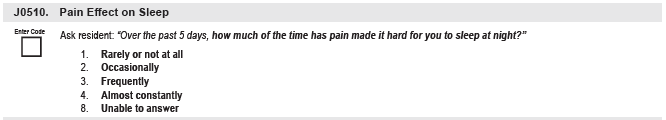 J0510. Pain Effect on Sleep
Enter Code
Ask resident: “Over the past 5 days, how much of the time has pain made it hard for you to sleep at night?”
1. Rarely or not at all
2. Occasionally
3. Frequently
4. Almost constantly
8. Unable to answer